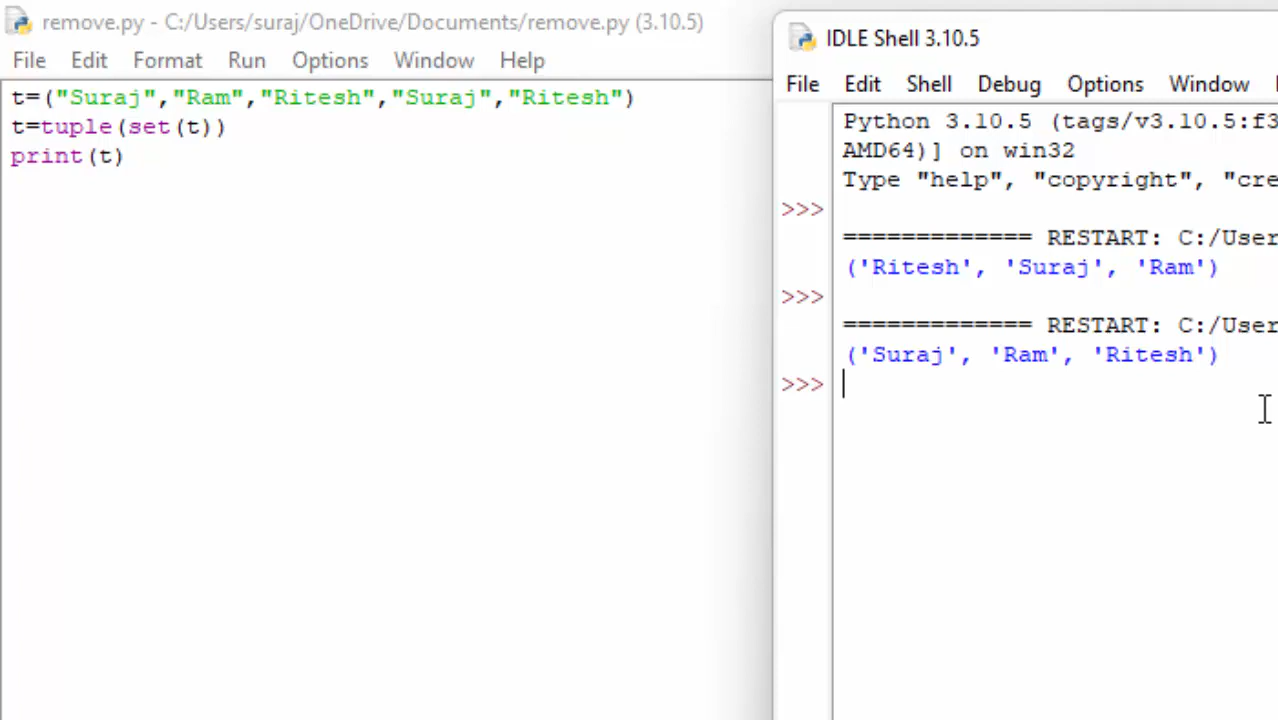 remove.py - C:/Users/suraj/OneDrive/Documents/remove.py (3.10.5)
File Edit Format Run Options Window Help
t=("Suraj","Ram","Ritesh","Suraj","Ritesh")
t=tuple(set(t))
print(t)
IDLE Shell 3.10.5
File Edit Shell Debug Options Window
Python 3.10.5 (tags/v3.10.5:f3
AMD64)] on win32
Type "help", "copyright", "cre
>>>
============= RESTART: C:/User
('Ritesh', 'Suraj', 'Ram')
>>>
============= RESTART: C:/User
('Suraj', 'Ram', 'Ritesh')
>>>